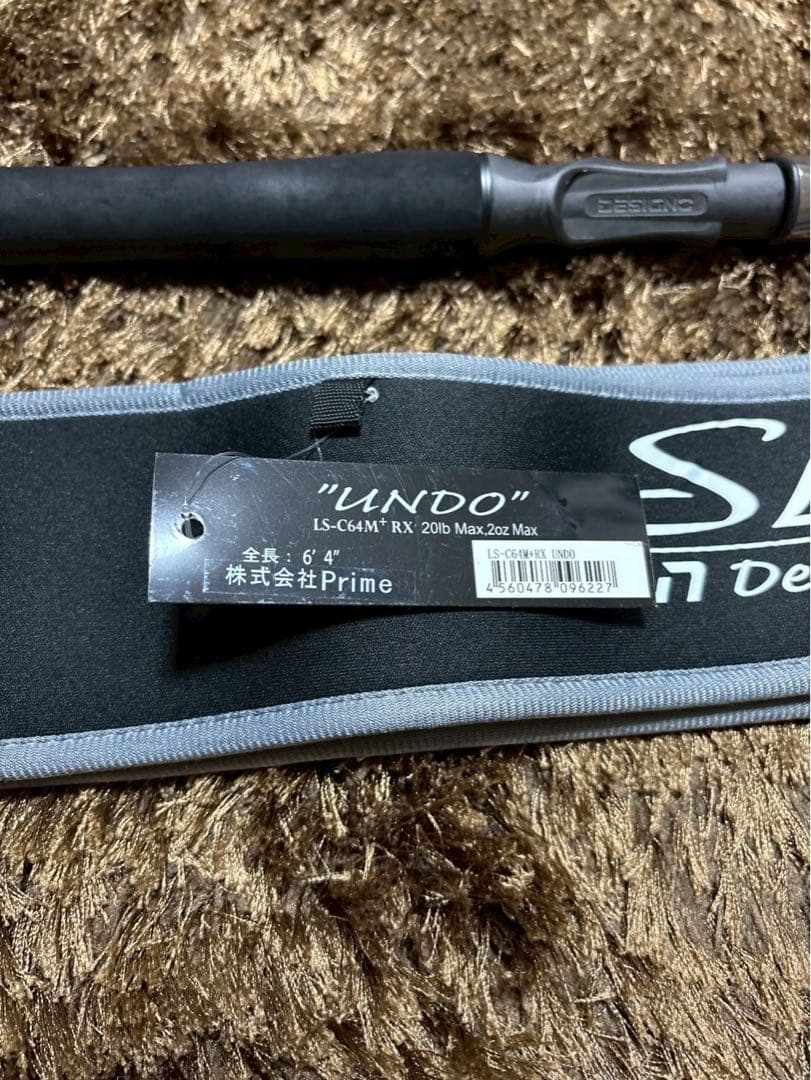 DESIGNO
"UNDO"
LS-C64M⁺ RX 20lb Max,2oz Max
全長：6' 4"
株式会社Prime
LS-C64M+RX UNDO
4560478096227
De